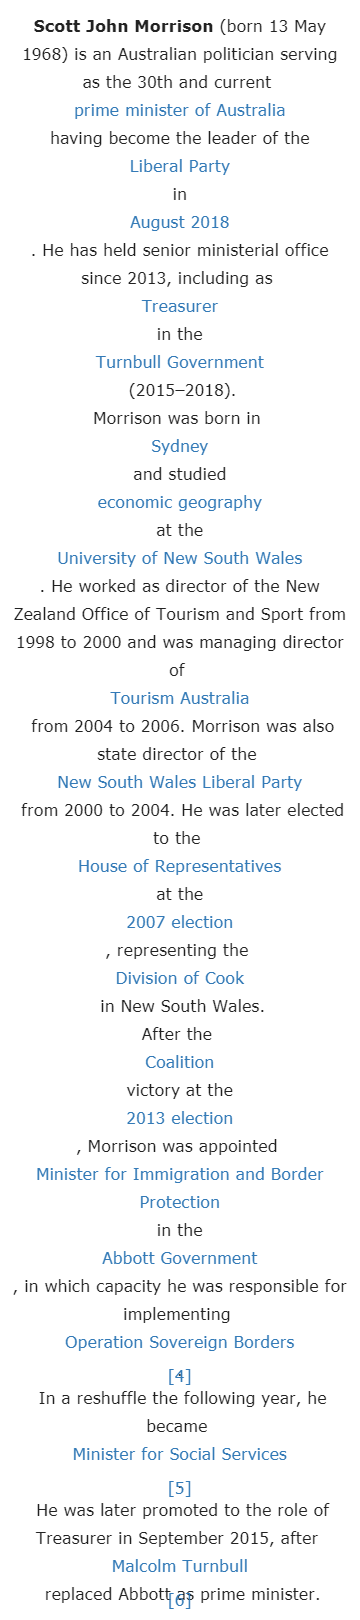 Scott John Morrison (born 13 May
1968) is an Australian politician serving
as the 30th and current
prime minister of Australia
having become the leader of the
Liberal Party
in
August 2018
. He has held senior ministerial office
since 2013, including as
Treasurer
in the
Turnbull Government
(2015–2018).
Morrison was born in
Sydney
and studied
economic geography
at the
University of New South Wales
. He worked as director of the New
Zealand Office of Tourism and Sport from
1998 to 2000 and was managing director
of
Tourism Australia
from 2004 to 2006. Morrison was also
state director of the
New South Wales Liberal Party
from 2000 to 2004. He was later elected
to the
House of Representatives
at the
2007 election
, representing the
Division of Cook
in New South Wales.
After the
Coalition
victory at the
2013 election
, Morrison was appointed
Minister for Immigration and Border
Protection
in the
Abbott Government
, in which capacity he was responsible for
implementing
Operation Sovereign Borders
[4]
In a reshuffle the following year, he
became
Minister for Social Services
[5]
He was later promoted to the role of
Treasurer in September 2015, after
Malcolm Turnbull
replaced Abbott as prime minister.
[6]